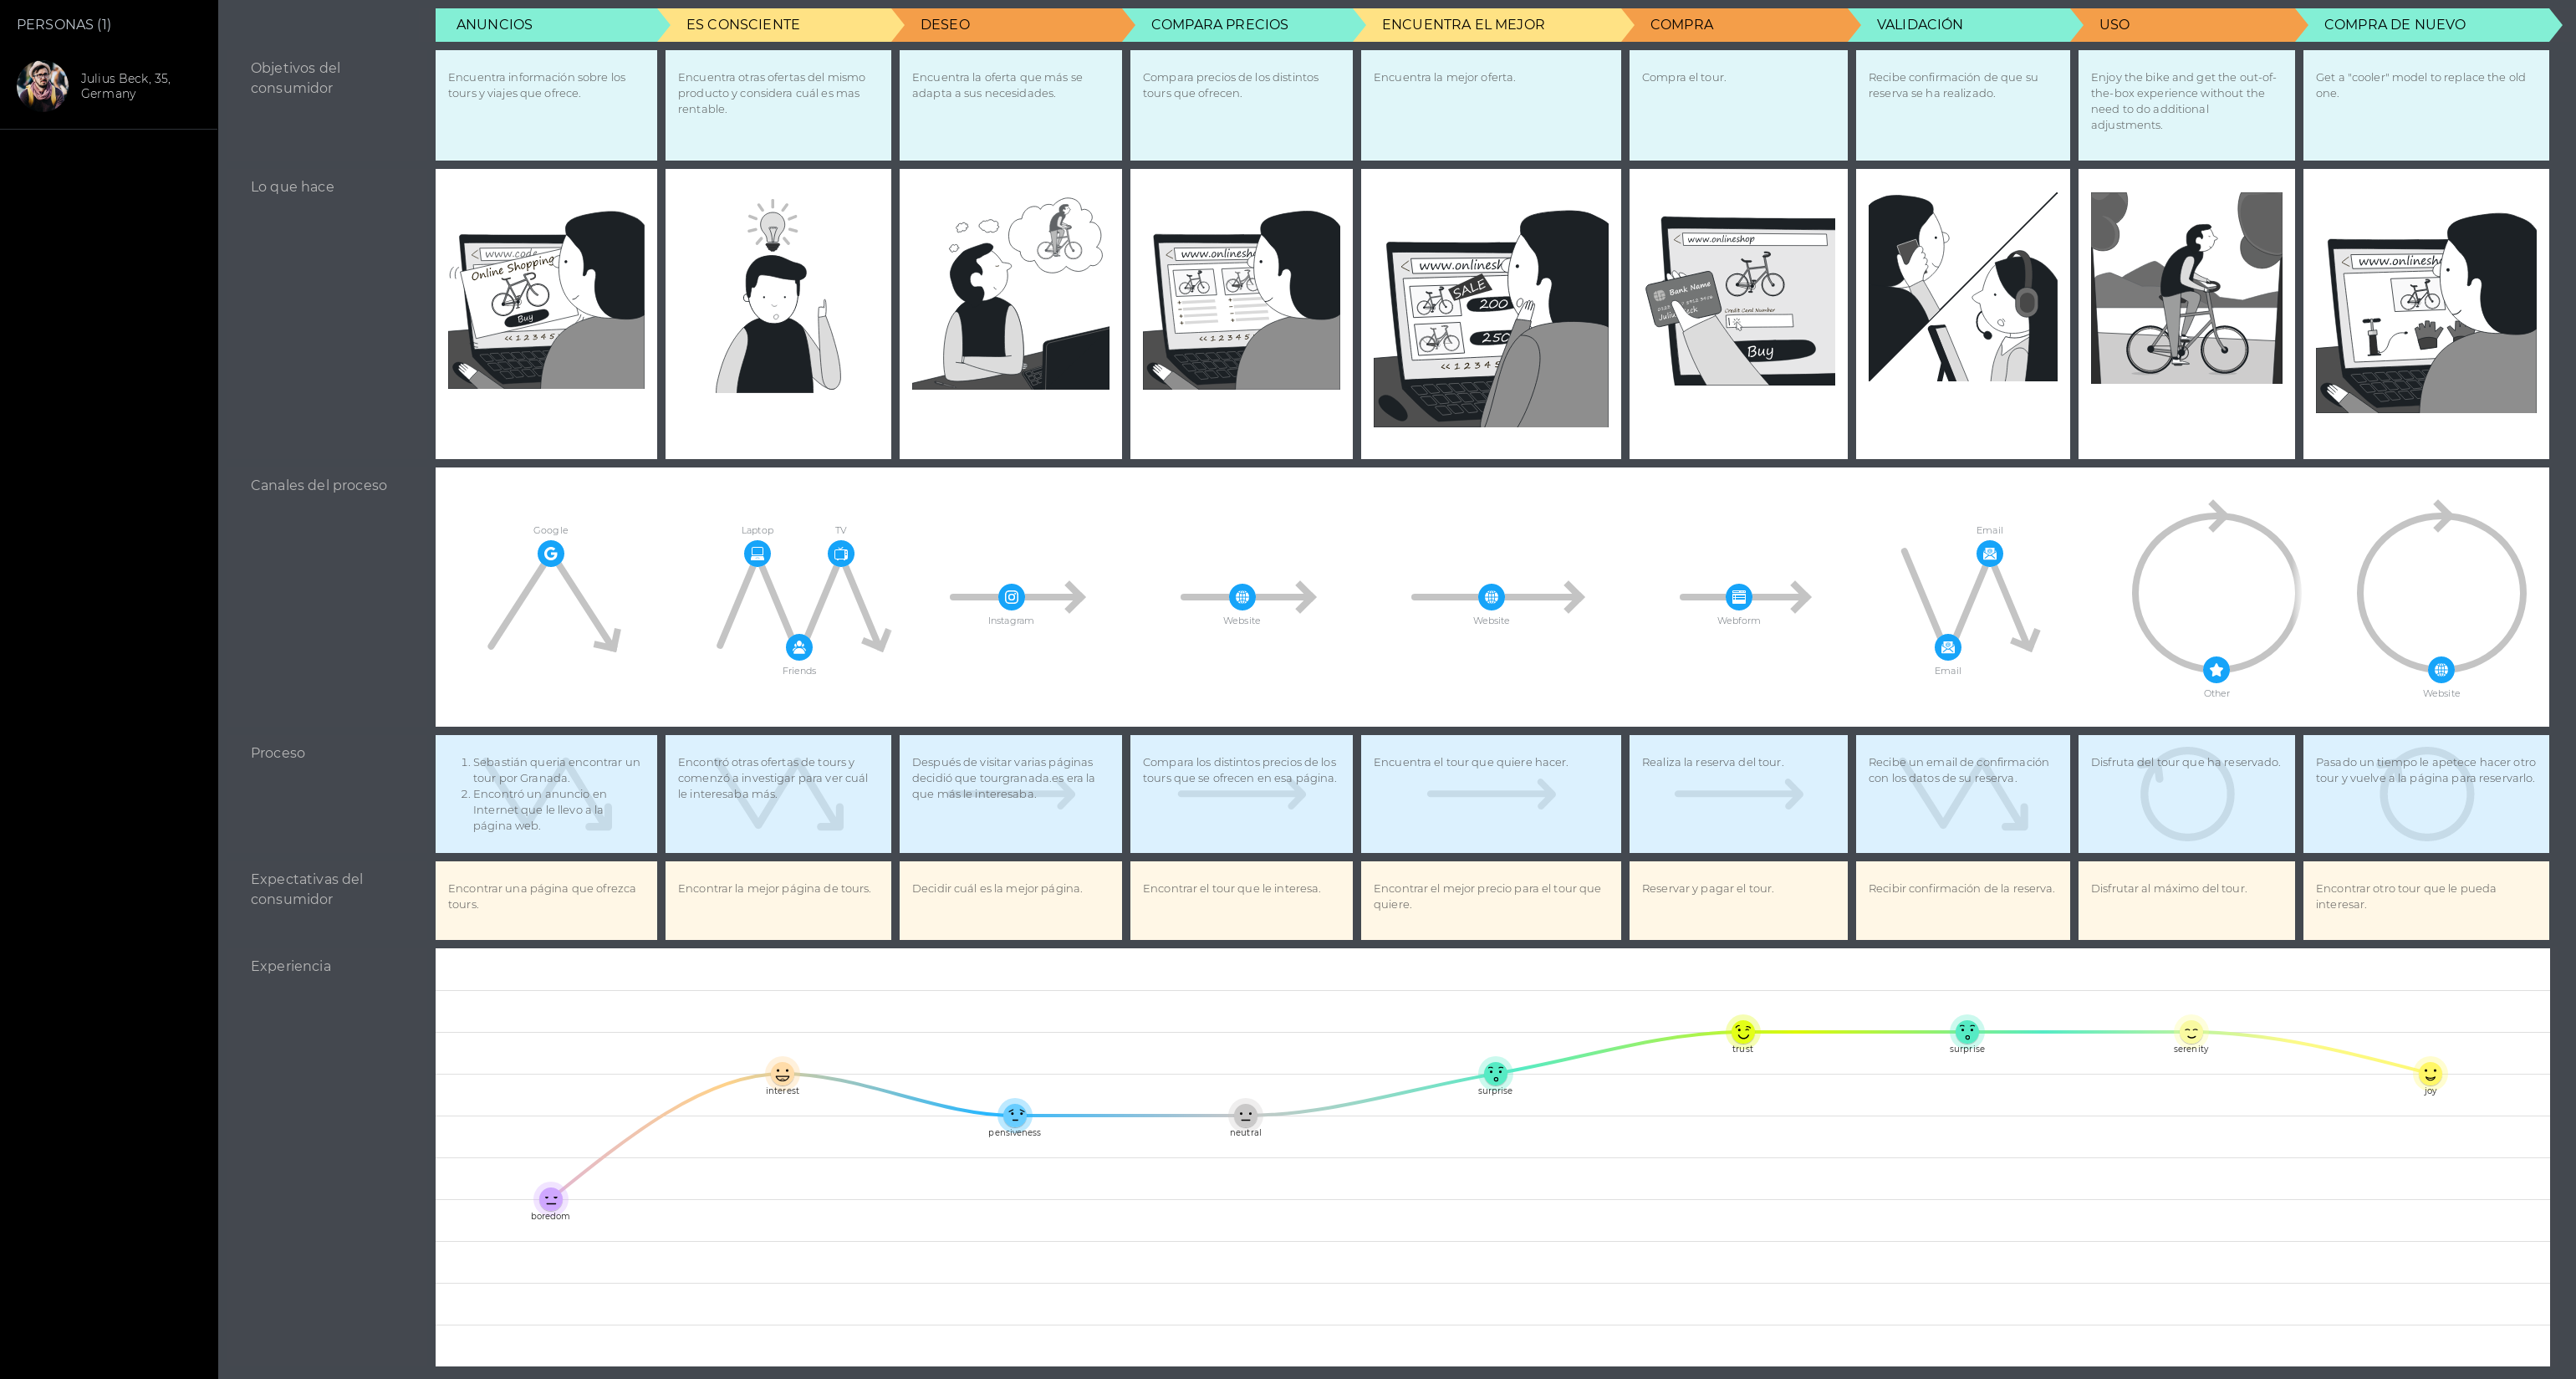 PERSONAS (1)
Julius Beck, 35,
Germany
ANUNCIOS
ES CONSCIENTE
DESEO
COMPARA PRECIOS
ENCUENTRA EL MEJOR
COMPRA
VALIDACIÓN
USO
COMPRA DE NUEVO
Objetivos del
consumidor
Encuentra información sobre los
tours y viajes que ofrece.
Encuentra otras ofertas del mismo
producto y considera cuál es mas
rentable.
Encuentra la oferta que más se
adapta a sus necesidades.
Compara precios de los distintos
tours que ofrecen.
Encuentra la mejor oferta.
Compra el tour.
Recibe confirmación de que su
reserva se ha realizado.
Enjoy the bike and get the out-of-
the-box experience without the
need to do additional
adjustments.
Get a "cooler" model to replace the old
one.
Lo que hace
www.code
Online Shopping
Buy
<< 1 2 3 4 5
www.onlinesh
<< 1 2 3 4 5
www.onlinesh
SALE
200
250
<< 1 2 3 4 5
www.onlineshop
Bank Name
Credit Card Number
Buy
www.onlinesh
<< 1 2 3 4 5
Canales del proceso
Google
Laptop
TV
Friends
Instagram
Website
Website
Webform
Email
Email
Other
Website
Proceso
1. Sebastián queria encontrar un
tour por Granada.
2. Encontró un anuncio en
Internet que le llevo a la
página web.
Encontró otras ofertas de tours y
comenzó a investigar para ver cuál
le interesaba más.
Después de visitar varias páginas
decidió que tourgranada.es era la
que más le interesaba.
Compara los distintos precios de los
tours que se ofrecen en esa página.
Encuentra el tour que quiere hacer.
Realiza la reserva del tour.
Recibe un email de confirmación
con los datos de su reserva.
Disfruta del tour que ha reservado.
Pasado un tiempo le apetece hacer otro
tour y vuelve a la página para reservarlo.
Expectativas del
consumidor
Encontrar una página que ofrezca
tours.
Encontrar la mejor página de tours.
Decidir cuál es la mejor página.
Encontrar el tour que le interesa.
Encontrar el mejor precio para el tour que
quiere.
Reservar y pagar el tour.
Recibir confirmación de la reserva.
Disfrutar al máximo del tour.
Encontrar otro tour que le pueda
interesar.
Experiencia
boredom
interest
pensiveness
neutral
surprise
trust
surprise
serenity
joy